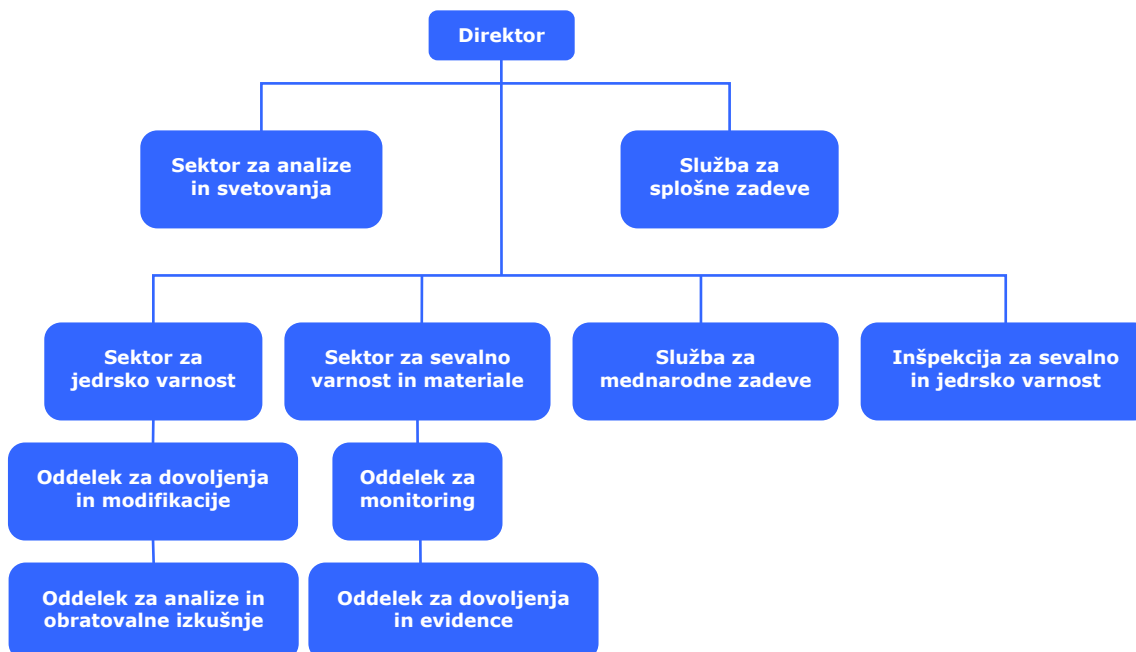 Direktor
Sektor za analize
in svetovanja
Služba za
splošne zadeve
Sektor za
jedrsko varnost
Sektor za sevalno
varnost in materiale
Služba za
mednarodne zadeve
Inšpekcija za sevalno
in jedrsko varnost
Oddelek za dovoljenja
in modifikacije
Oddelek za
monitoring
Oddelek za analize in
obratovalne izkušnje
Oddelek za dovoljenja
in evidence